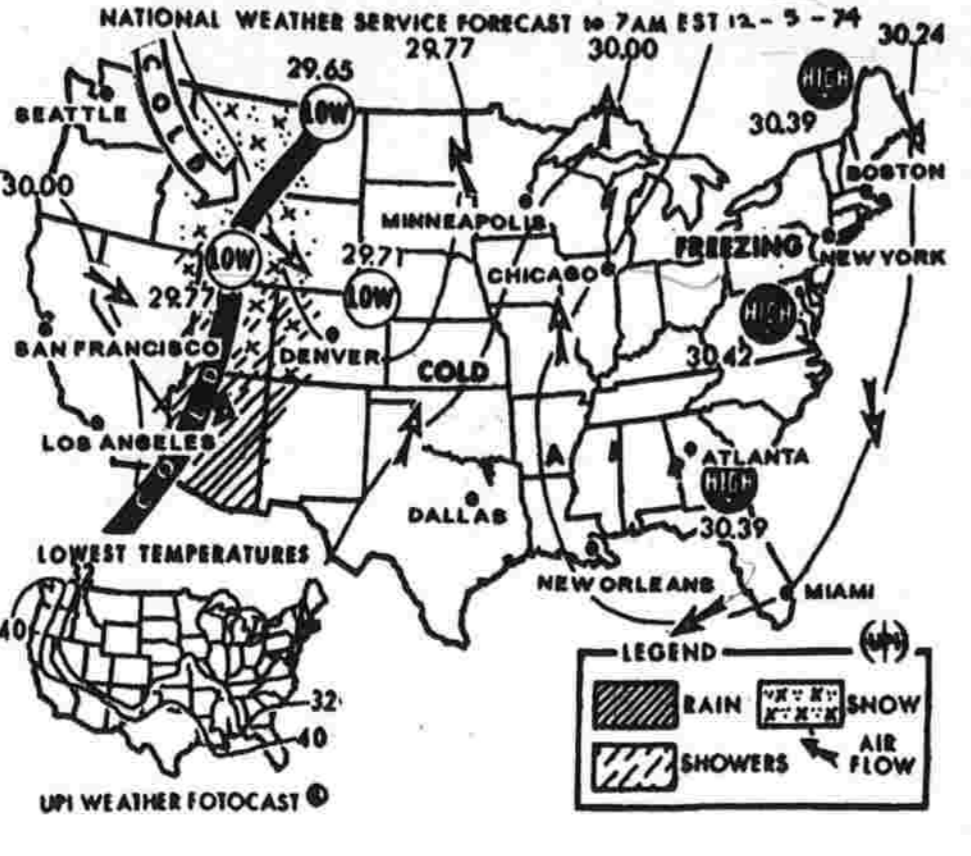 NATIONAL WEATHER SERVICE FORECAST to 7AM EST 12 - 5 - 74
29.77
30.00
30.24
29.65
COLD
LOW
HIGH
30.39
SEATTLE
BOSTON
30.00
MINNEAPOLIS
FREEZING
NEW YORK
LOW
29.71
CHICAGO
29.77
LOW
HIGH
SAN FRANCISCO
DENVER
COLD
30.42
COLD
LOS ANGELES
ATLANTA
HIGH
DALLAS
30.39
LOWEST TEMPERATURES
NEW ORLEANS
MIAMI
32
40
LEGEND
UPI
RAIN
SNOW
32
40
SHOWERS
AIR
FLOW
UPI WEATHER FOTOCAST ©